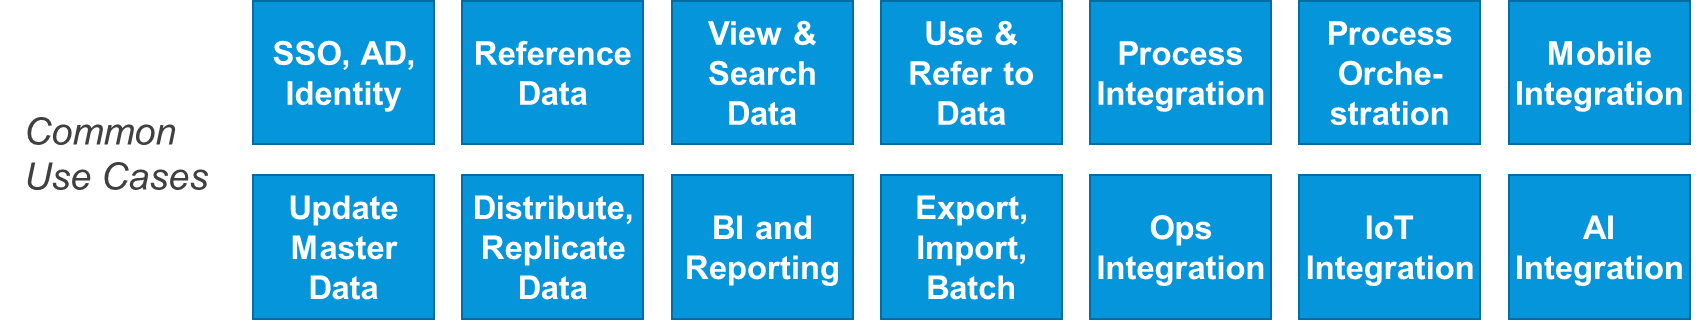 Common
Use Cases
SSO, AD,
Identity
Reference
Data
View &
Search
Data
Use &
Refer to
Data
Process
Integration
Process
Orche-
stration
Mobile
Integration
Update
Master
Data
Distribute,
Replicate
Data
BI and
Reporting
Export,
Import,
Batch
Ops
Integration
IoT
Integration
AI
Integration